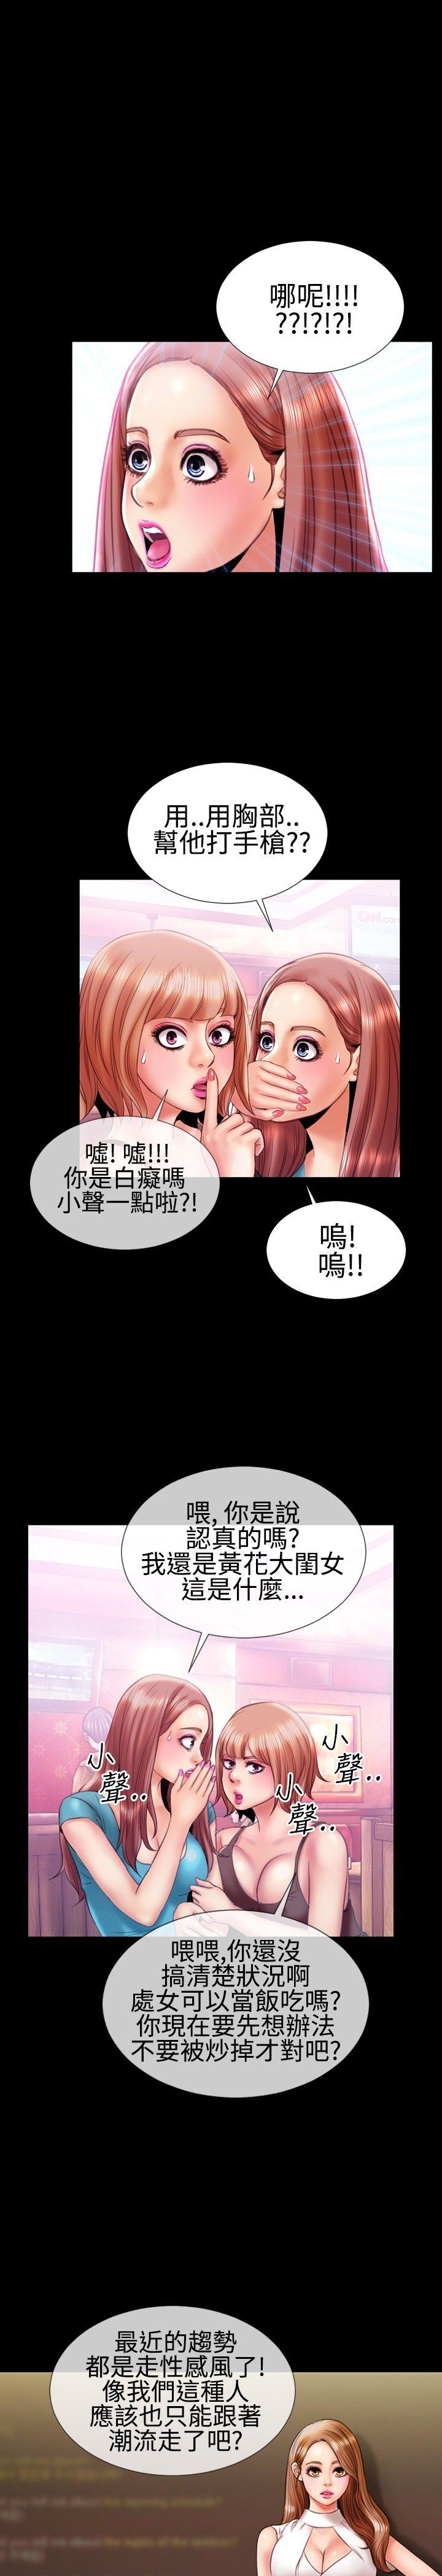 哪呢!!!!
??!?!?!
用..用胸部..
幫他打手槍??
噓! 噓!!!
你是白癡嗎
小聲一點啦?!
嗚!
嗚!!
喂, 你是說
認真的嗎?
我還是黃花大閨女
這是什麼...
小聲..
小聲..
小聲..
喂喂,你還沒
搞清楚狀況啊
處女可以當飯吃嗎?
你現在要先想辦法
不要被炒掉才對吧?
最近的趨勢
都是走性感風了!
像我們這種人
應該也只能跟著
潮流走了吧?